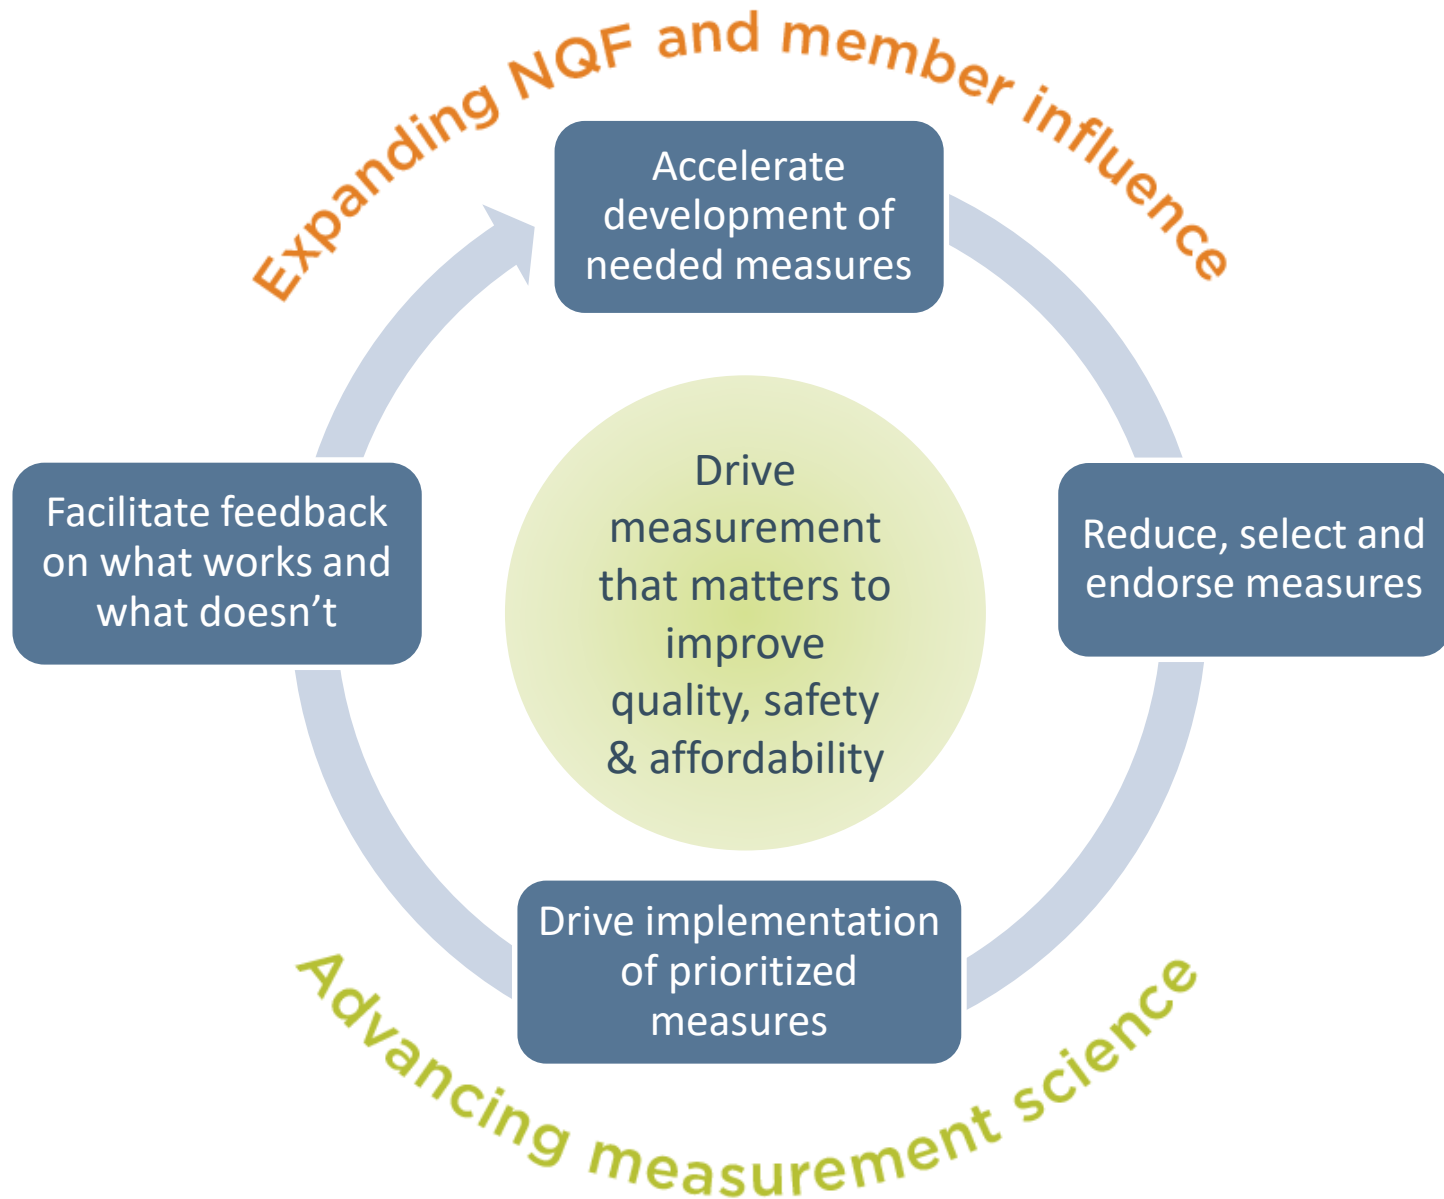 Expanding NQF and member influence
Accelerate
development of
needed measures
Facilitate feedback
on what works and
what doesn’t
Drive
measurement
that matters to
improve
quality, safety
& affordability
Reduce, select and
endorse measures
Drive implementation
of prioritized
measures
Advancing measurement science